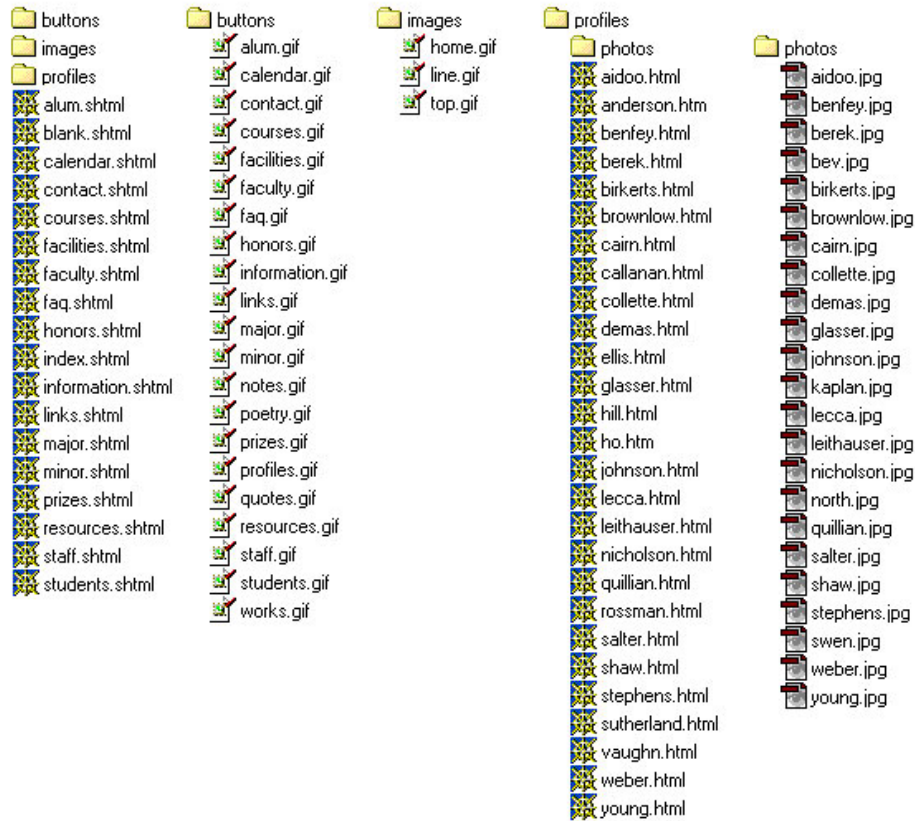 buttons
images
profiles
alum.shtml
blank.shtml
calendar.shtml
contact.shtml
courses.shtml
facilities.shtml
faculty.shtml
faq.shtml
honors.shtml
index.shtml
information.shtml
links.shtml
major.shtml
minor.shtml
prizes.shtml
resources.shtml
staff.shtml
students.shtml
buttons
alum.gif
calendar.gif
contact.gif
courses.gif
facilities.gif
faculty.gif
faq.gif
honors.gif
information.gif
links.gif
major.gif
minor.gif
notes.gif
poetry.gif
prizes.gif
profiles.gif
quotes.gif
resources.gif
staff.gif
students.gif
works.gif
images
home.gif
line.gif
top.gif
profiles
photos
aidoo.html
anderson.htm
benfey.html
berek.html
birkerts.html
brownlow.html
cairn.html
callanan.html
collette.html
demas.html
ellis.html
glasser.html
hill.html
ho.htm
johnson.html
lecca.html
leithauser.html
nicholson.html
quillian.html
rossman.html
salter.html
shaw.html
stephens.html
sutherland.html
vaughn.html
weber.html
young.html
photos
aidoo.jpg
benfey.jpg
berek.jpg
bev.jpg
birkerts.jpg
brownlow.jpg
cairn.jpg
collette.jpg
demas.jpg
glasser.jpg
johnson.jpg
kaplan.jpg
lecca.jpg
leithauser.jpg
nicholson.jpg
north.jpg
quillian.jpg
salter.jpg
shaw.jpg
stephens.jpg
swen.jpg
weber.jpg
young.jpg